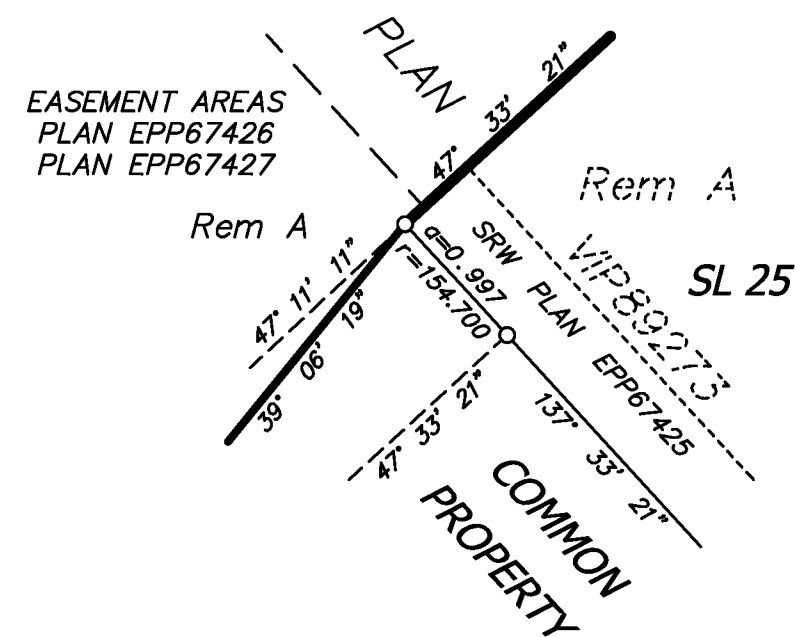 PLAN
47° 33' 21"
EASEMENT AREAS
PLAN EPP67426
PLAN EPP67427
Rem A
Rem A
VIP89273
SL 25
a=0.997
r=154.700
SRW PLAN EPP67425
47° 11' 11"
39° 06' 19"
47° 33' 21"
137° 33' 21"
COMMON
PROPERTY